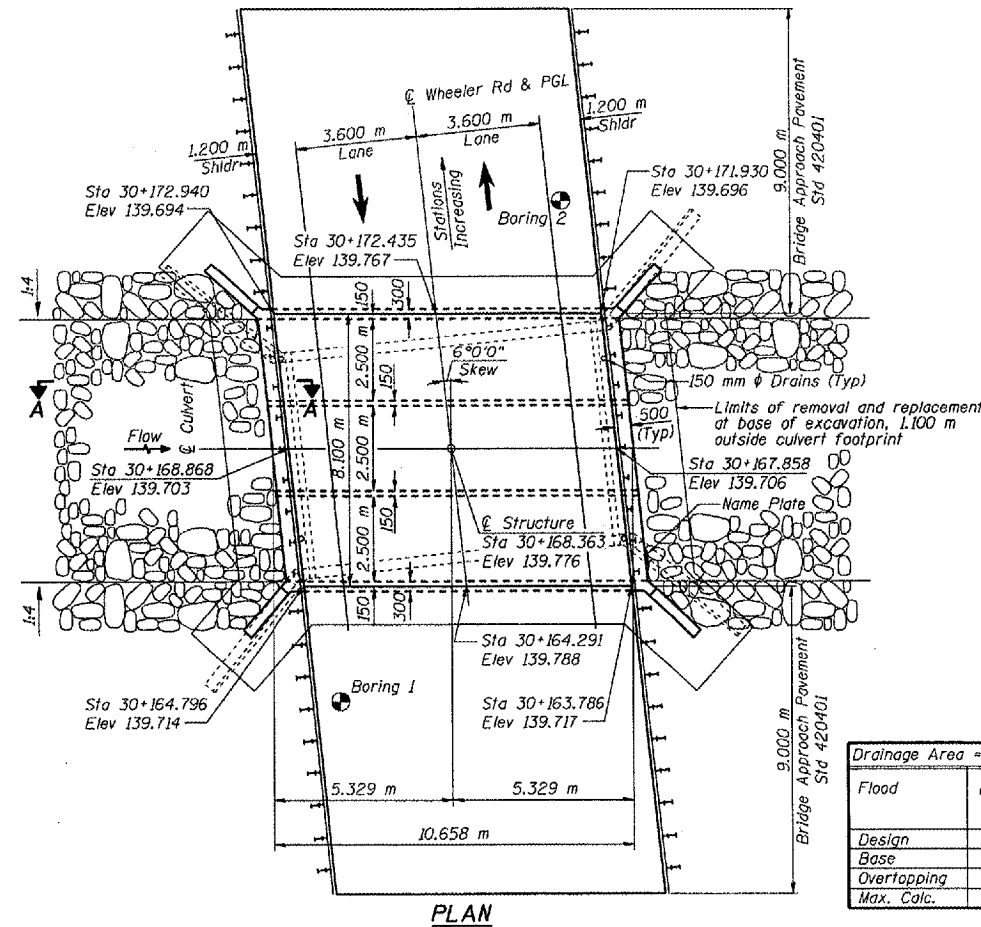 ℄ Wheeler Rd & PGL
3.600 m
Lane
3.600 m
Lane
1.200 m
Shldr
1.200 m
Shldr
Bridge Approach Pavement
Std 420401
9.000 m
Stations
Increasing
Boring 2
Sta 30+172.940
Elev 139.694
Sta 30+171.930
Elev 139.696
Sta 30+172.435
Elev 139.767
150
300
1:4
6°0'0"
Skew
2.500 m
150
8.100 m
A
A
150 mm ϕ Drains (Typ)
500
(Typ)
Limits of removal and replacement
at base of excavation, 1.100 m
outside culvert footprint
Flow
℄ Culvert
Sta 30+168.868
Elev 139.703
2.500 m
150
Sta 30+167.858
Elev 139.706
Name Plate
℄ Structure
Sta 30+168.363
Elev 139.776
2.500 m
1:4
150
300
Sta 30+164.291
Elev 139.788
Boring 1
Sta 30+164.796
Elev 139.714
Sta 30+163.786
Elev 139.717
9.000 m
Bridge Approach Pavement
Std 420401
5.329 m
5.329 m
10.658 m
PLAN
Drainage Area =
Flood
Design
Base
Overtopping
Max. Calc.